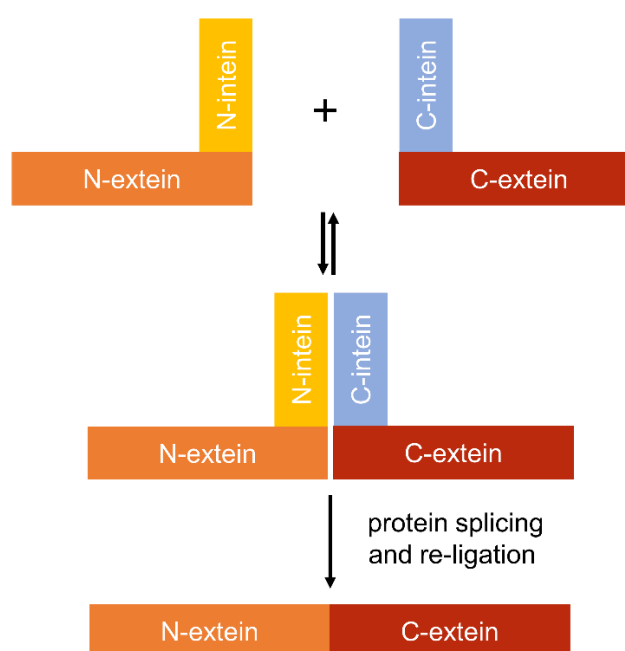 N-intein
+
C-intein
N-extein
C-extein
N-intein
C-intein
N-extein
C-extein
protein splicing
and re-ligation
N-extein
C-extein